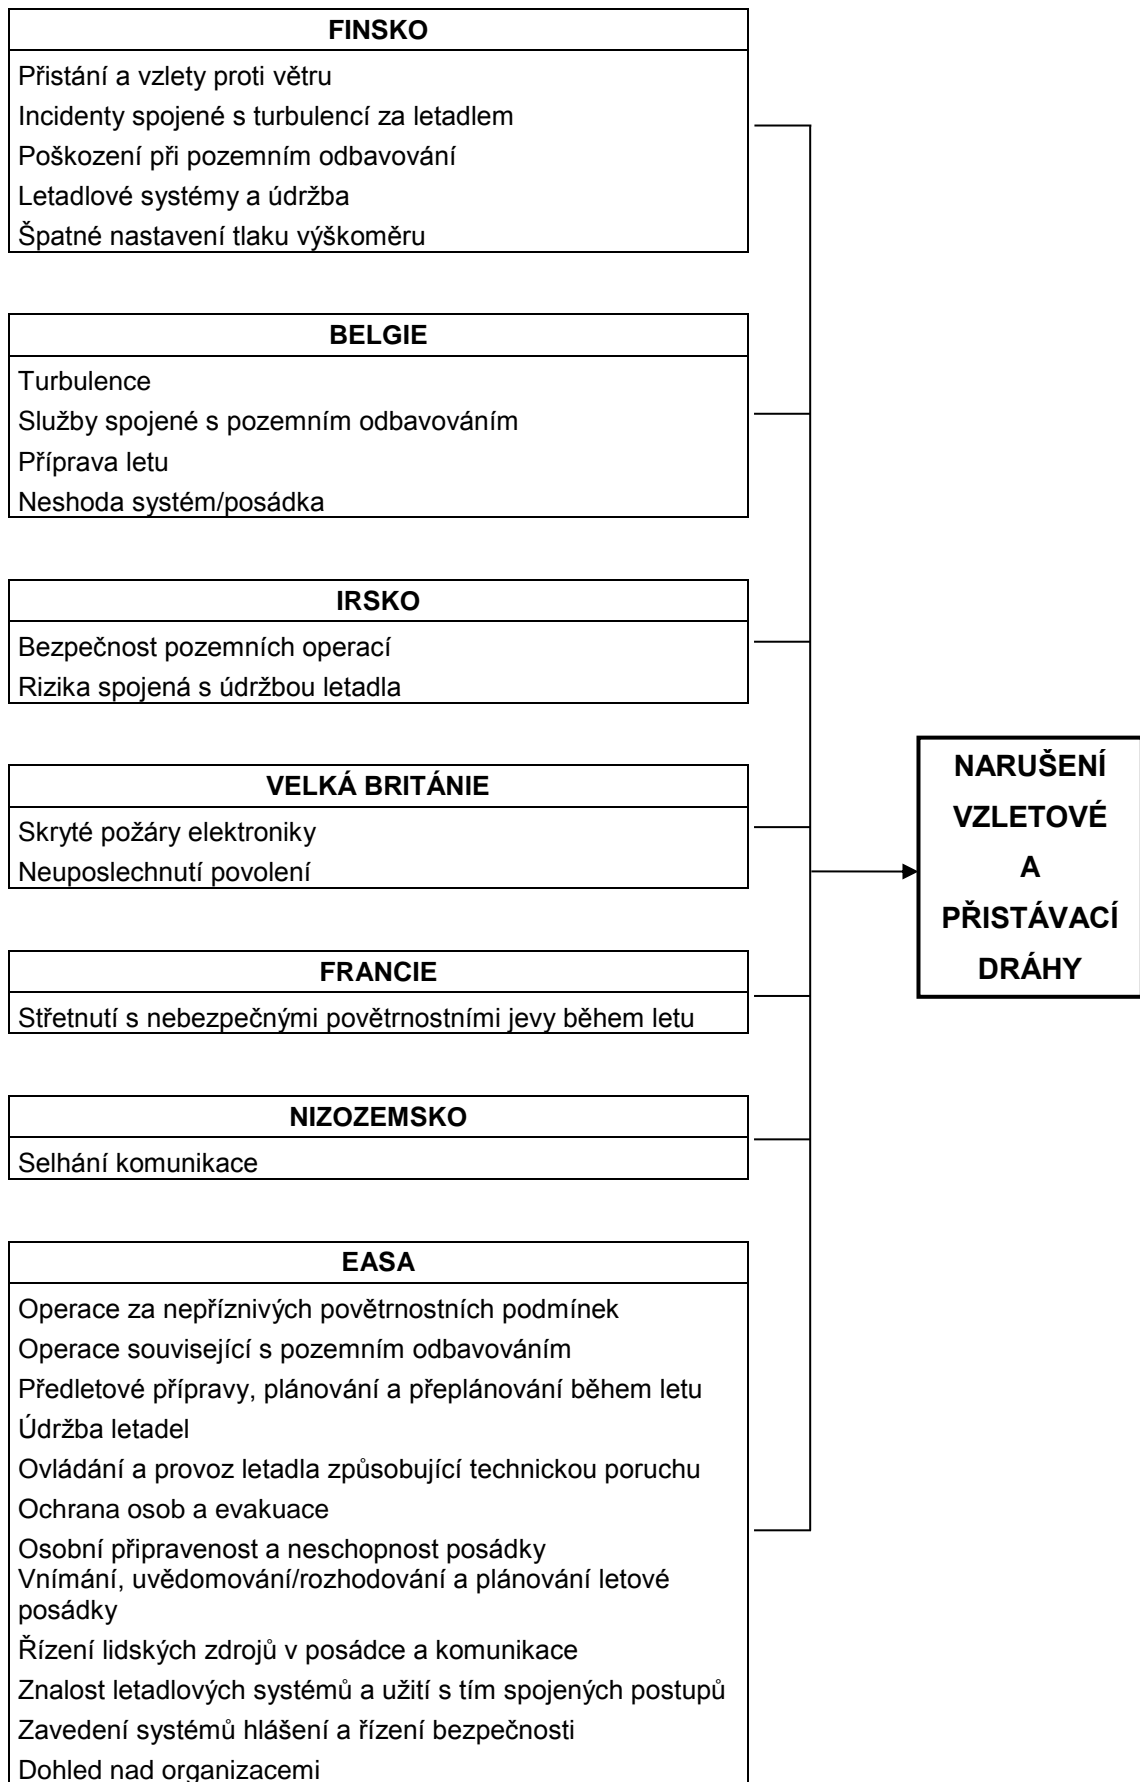 FINSKO
Přistání a vzlety proti větru
Incidenty spojené s turbulencí za letadlem
Poškození při pozemním odbavování
Letadlové systémy a údržba
Špatné nastavení tlaku výškoměru
BELGIE
Turbulence
Služby spojené s pozemním odbavováním
Příprava letu
Neshoda systém/posádka
IRSKO
Bezpečnost pozemních operací
Rizika spojená s údržbou letadla
VELKÁ BRITÁNIE
Skryté požáry elektroniky
Neuposlechnutí povolení
FRANCIE
Střetnutí s nebezpečnými povětrnostními jevy během letu
NIZOZEMSKO
Selhání komunikace
EASA
Operace za nepříznivých povětrnostních podmínek
Operace související s pozemním odbavováním
Předletové přípravy, plánování a přeplánování během letu
Údržba letadel
Ovládání a provoz letadla způsobující technickou poruchu
Ochrana osob a evakuace
Osobní připravenost a neschopnost posádky
Vnímání, uvědomování/rozhodování a plánování letové
posádky
Řízení lidských zdrojů v posádce a komunikace
Znalost letadlových systémů a užití s tím spojených postupů
Zavedení systémů hlášení a řízení bezpečnosti
Dohled nad organizacemi
NARUŠENÍ
VZLETOVÉ
A
PŘISTÁVACÍ
DRÁHY